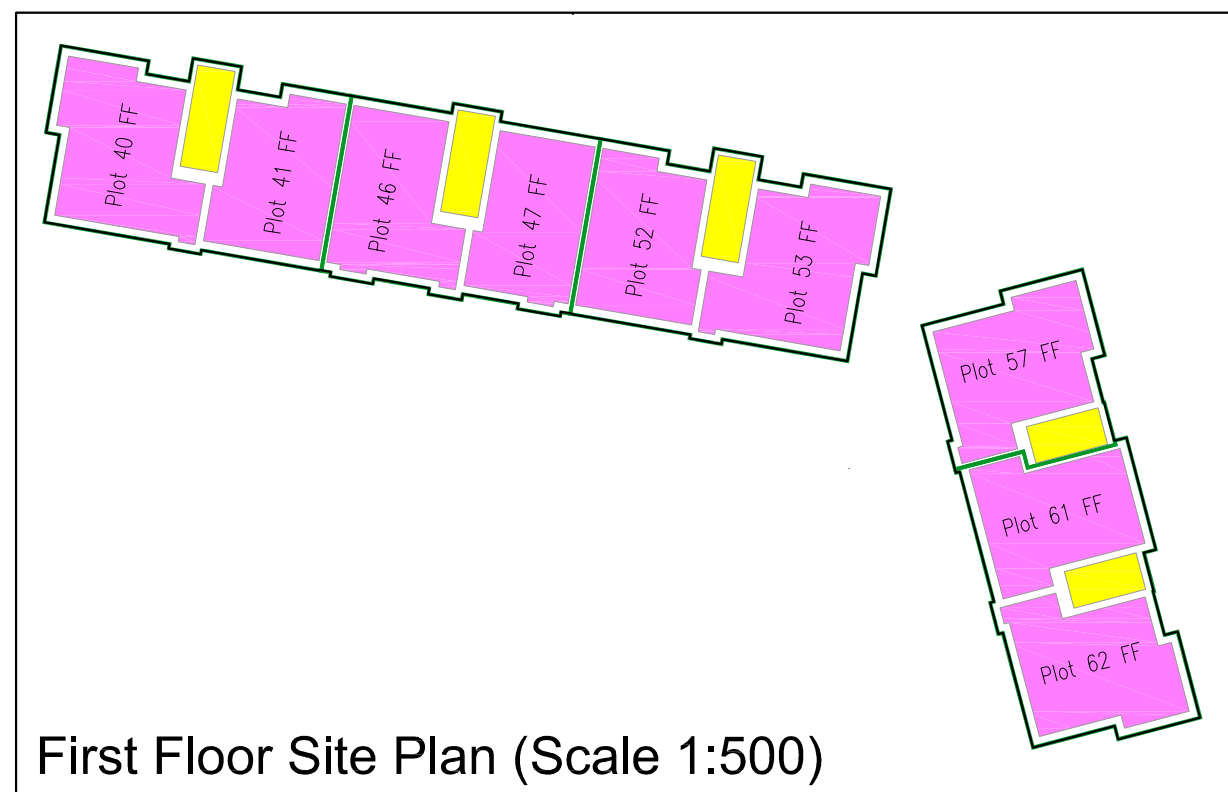 Plot 40 FF
Plot 41 FF
Plot 46 FF
Plot 47 FF
Plot 52 FF
Plot 53 FF
Plot 57 FF
Plot 61 FF
Plot 62 FF
First Floor Site Plan (Scale 1:500)